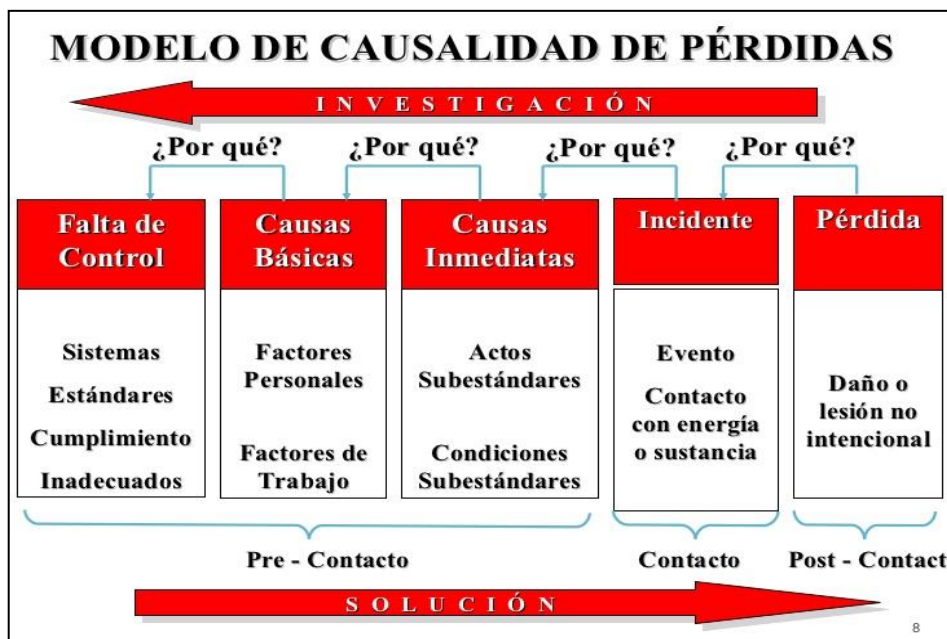 MODELO DE CAUSALIDAD DE PÉRDIDAS
INVESTIGACIÓN
¿Por qué?
¿Por qué?
¿Por qué?
¿Por qué?
Falta de
Control
Sistemas
Estándares
Cumplimiento
Inadecuados
Causas
Básicas
Factores
Personales
Factores de
Trabajo
Causas
Inmediatas
Actos
Subestándares
Condiciones
Subestándares
Incidente
Evento
Contacto
con energía
o sustancia
Pérdida
Daño o
lesión no
intencional
Pre - Contacto
Contacto
Post - Contact
SOLUCIÓN
8